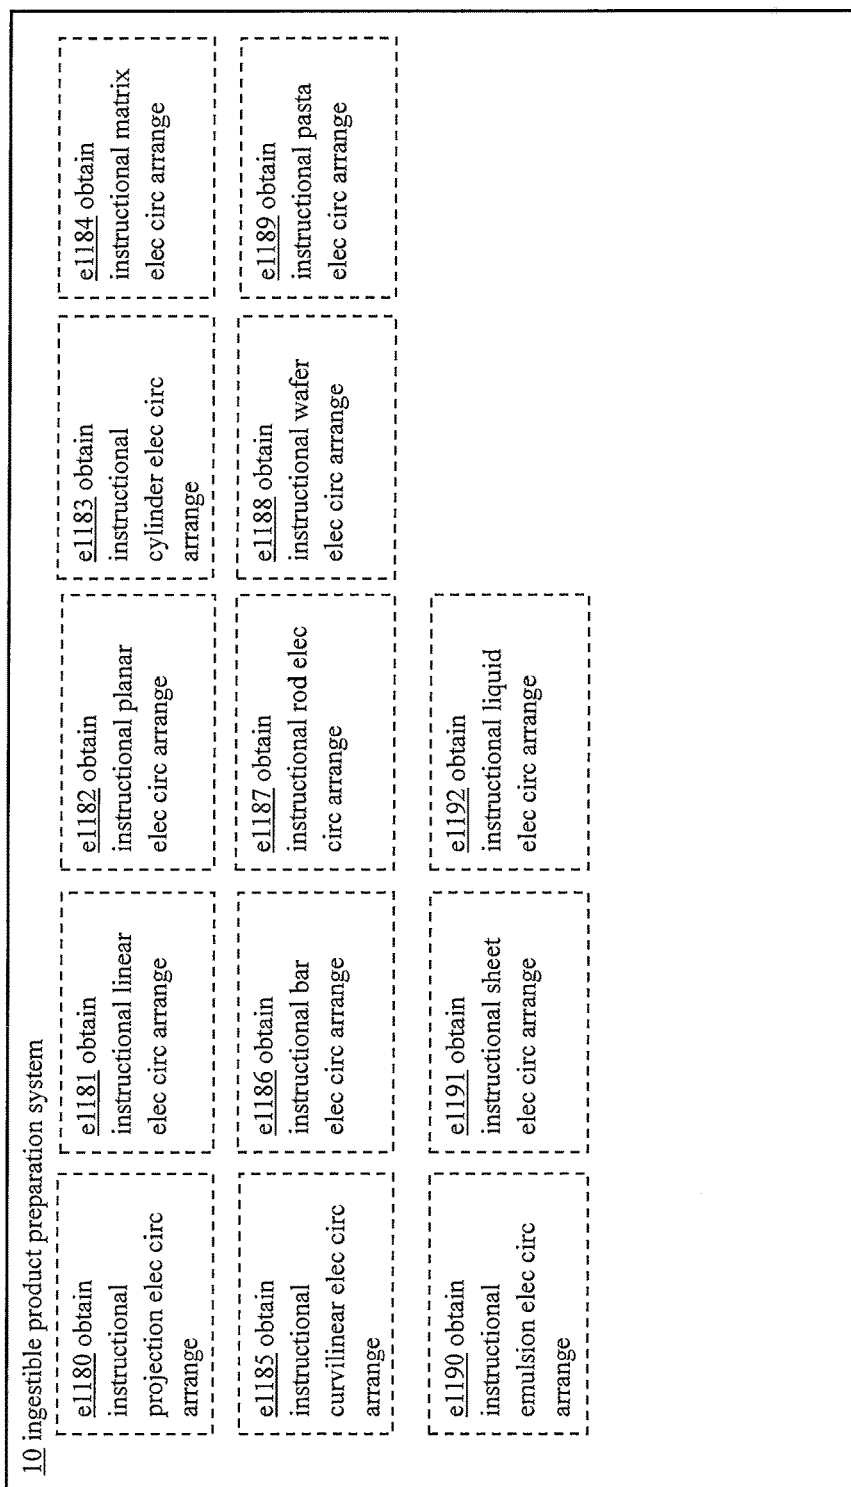 10 ingestible product preparation system
e1180 obtain
instructional
projection elec circ
arrange
e1181 obtain
instructional linear
elec circ arrange
e1182 obtain
instructional planar
elec circ arrange
e1183 obtain
instructional
cylinder elec circ
arrange
e1184 obtain
instructional matrix
elec circ arrange
e1185 obtain
instructional
curvilinear elec circ
arrange
e1186 obtain
instructional bar
elec circ arrange
e1187 obtain
instructional rod elec
circ arrange
e1188 obtain
instructional wafer
elec circ arrange
e1189 obtain
instructional pasta
elec circ arrange
e1190 obtain
instructional
emulsion elec circ
arrange
e1191 obtain
instructional sheet
elec circ arrange
e1192 obtain
instructional liquid
elec circ arrange